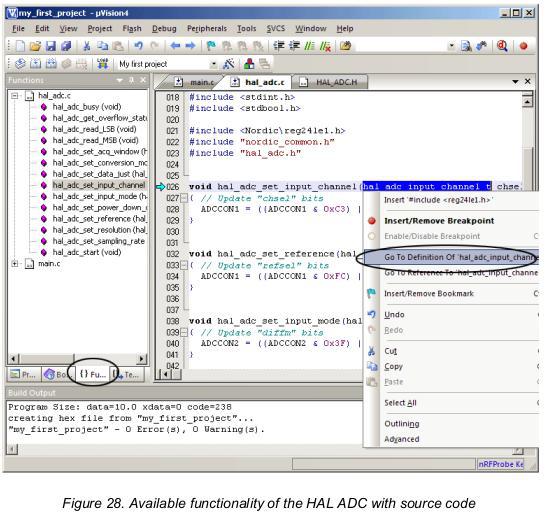 my_first_project - µVision4
File Edit View Project Flash Debug Peripherals Tools SVCS Window Help
My first project
Functions
main.c hal_adc.c HAL_ADC.H
hal_adc.c
hal_adc_busy (void)
hal_adc_get_overflow_statu
hal_adc_read_LSB (void)
hal_adc_read_MSB (void)
hal_adc_set_acq_window (h
hal_adc_set_conversion_mc
hal_adc_set_data_just (hal_
hal_adc_set_input_channel
hal_adc_set_input_mode (h
hal_adc_set_power_down_
hal_adc_set_reference (hal_
hal_adc_set_resolution (hal_
hal_adc_set_sampling_rate
hal_adc_start (void)
main.c
Pr... Bo... {} Fu... Te...
018 #include <stdint.h>
019 #include <stdbool.h>
020
021 #include <Nordic\reg24le1.h>
022 #include "nordic_common.h"
023 #include "hal_adc.h"
024
025
026 void hal_adc_set_input_channel(hal_adc_input_channel_t chse
027 { // Update "chsel" bits
028 ADCCON1 = ((ADCCON1 & 0xC3) |
029 }
030
031
032 void hal_adc_set_reference(hal
033 { // Update "refsel" bits
034 ADCCON1 = ((ADCCON1 & 0xFC) |
035 }
036
037
038 void hal_adc_set_input_mode(hal
039 { // Update "diffm" bits
040 ADCCON2 = ((ADCCON2 & 0x3F) |
041 }
042
Insert '#include <reg24le1.h>'
Insert/Remove Breakpoint
Enable/Disable Breakpoint
Go To Definition Of 'hal_adc_input_channe
Go To Reference To 'hal_adc_input_channe
Insert/Remove Bookmark
Undo
Redo
Cut
Copy
Paste
Select All
Outlining
Advanced
Build Output
Program Size: data=10.0 xdata=0 code=238
creating hex file from "my_first_project"...
"my_first_project" - 0 Error(s), 0 Warning(s).
nRFProbe Ke
Figure 28. Available functionality of the HAL ADC with source code